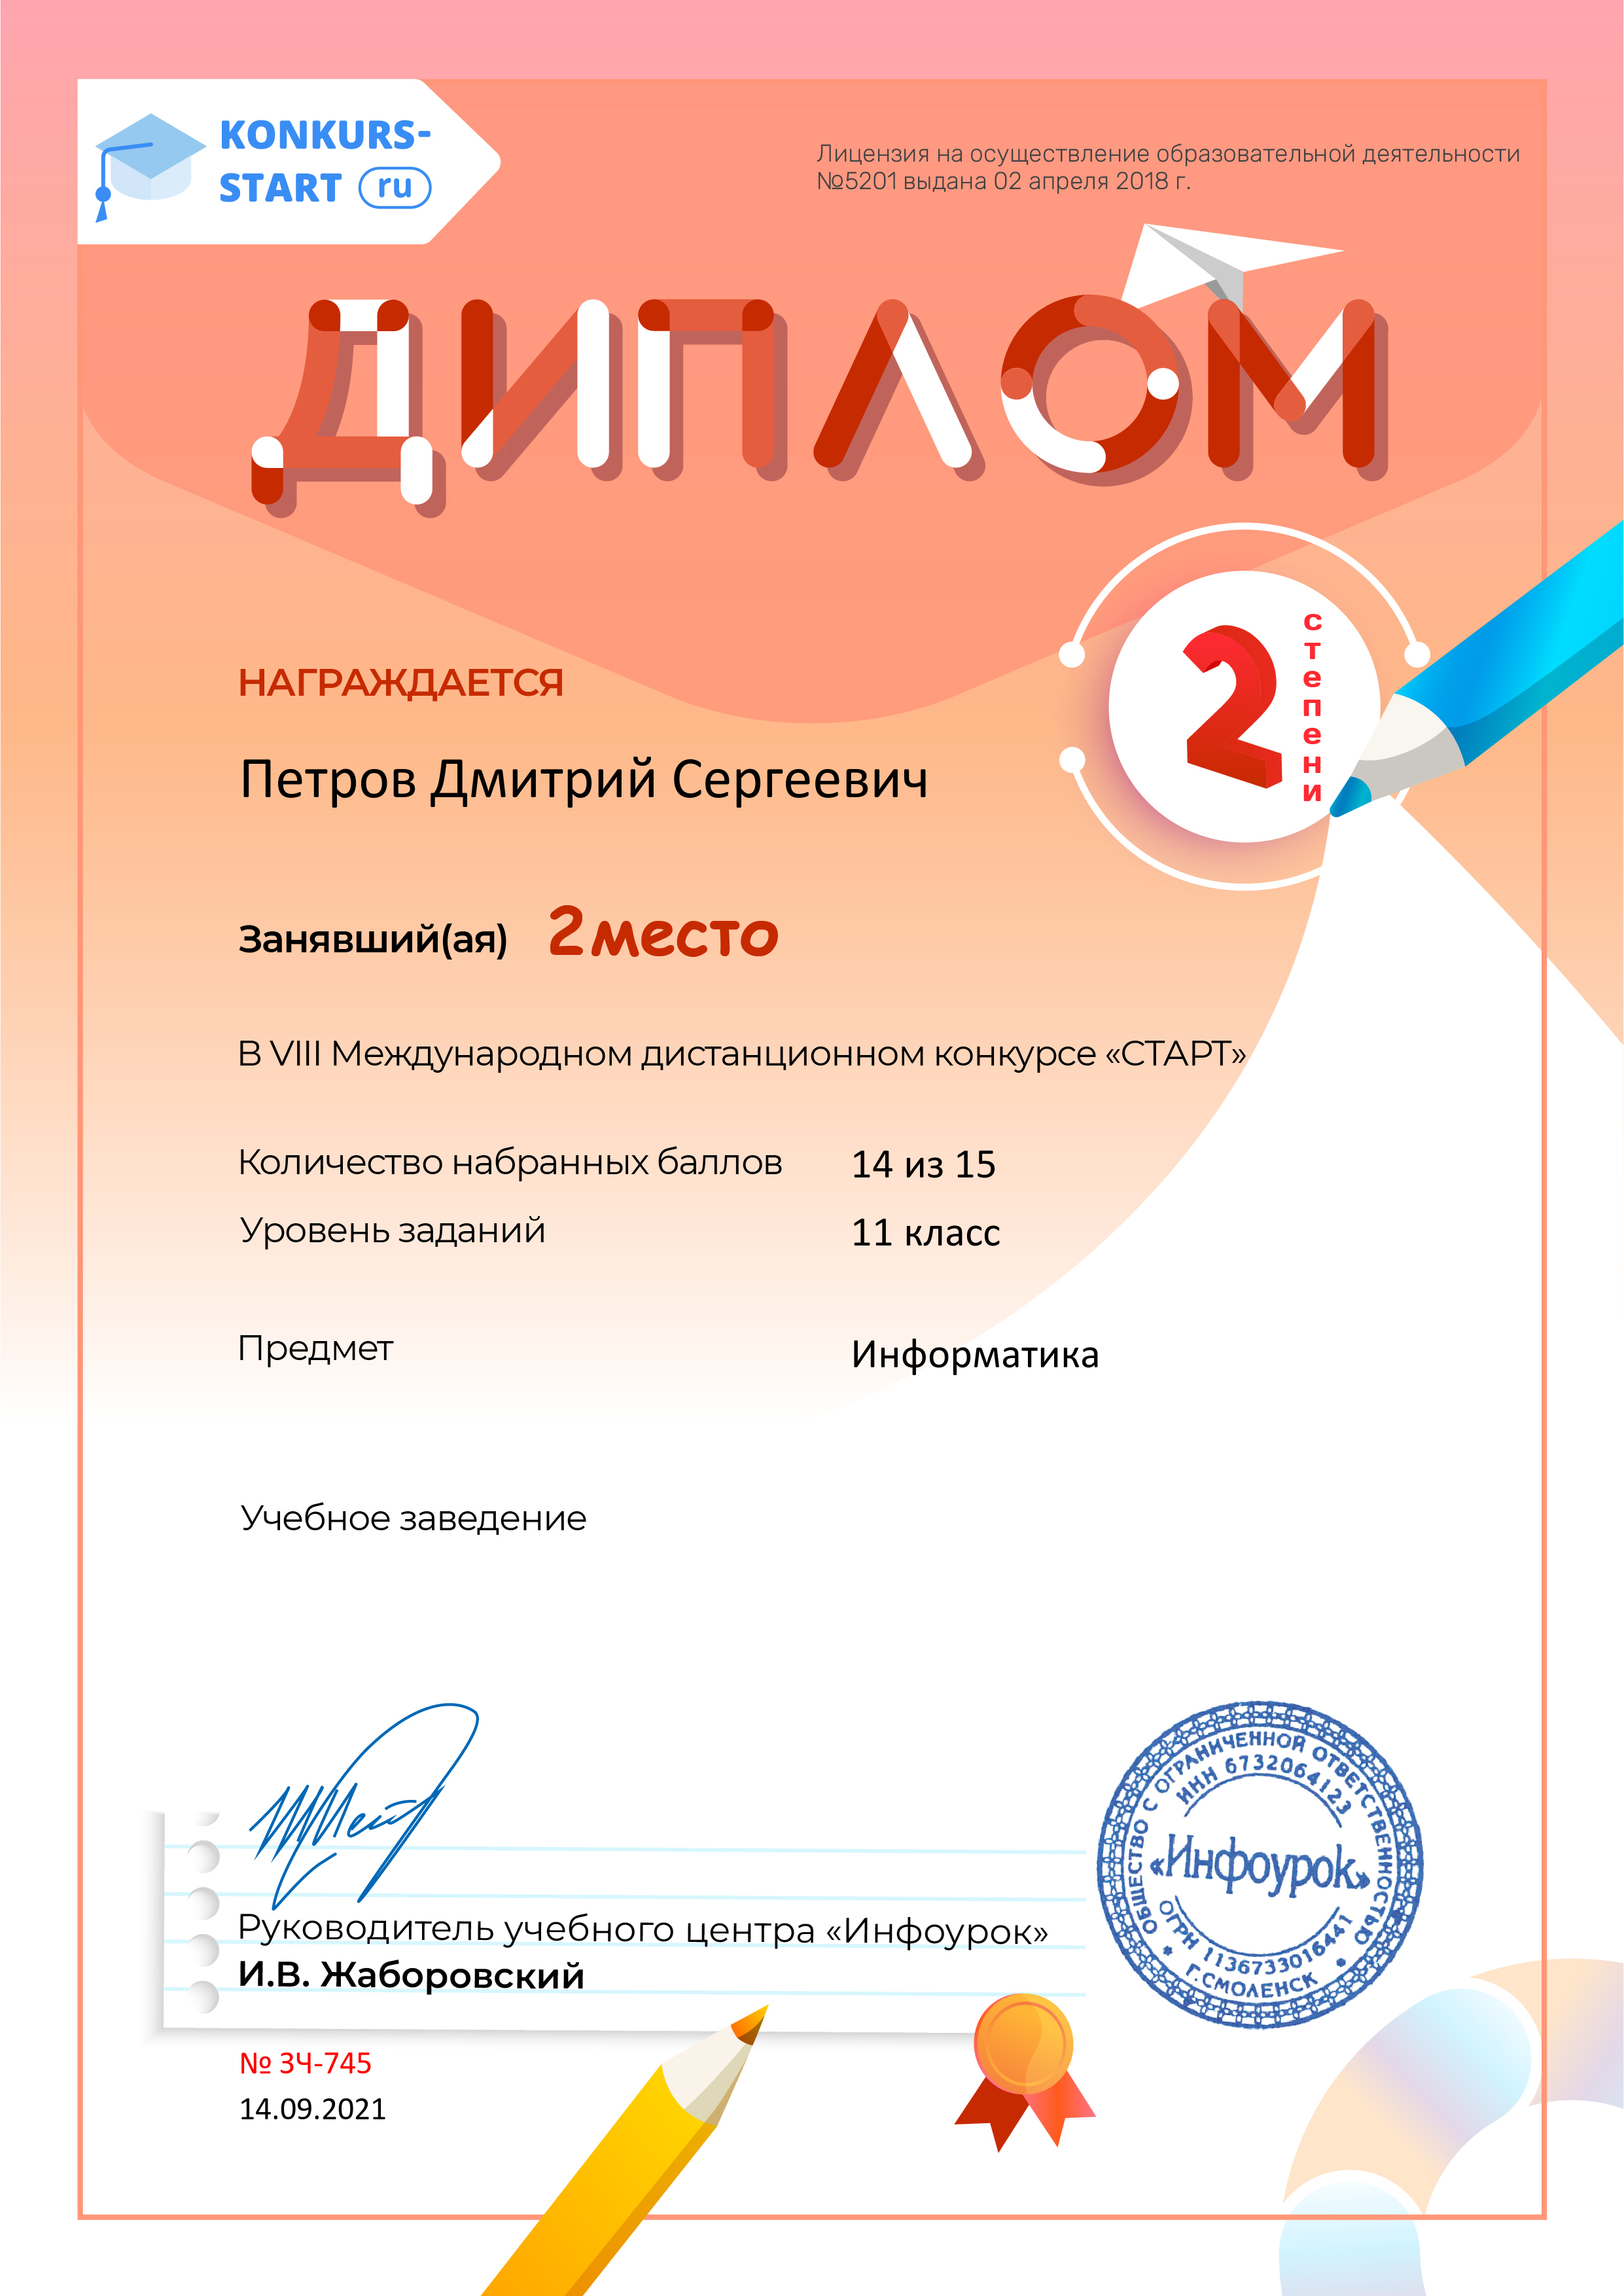 KONKURS-
START ru
Лицензия на осуществление образовательной деятельности
№5201 выдана 02 апреля 2018 г.
ДИПЛОМ
2 степени
НАГРАЖДАЕТСЯ
Петров Дмитрий Сергеевич
Занявший(ая) 2место
В VIII Международном дистанционном конкурсе «СТАРТ»
Количество набранных баллов 14 из 15
Уровень заданий 11 класс
Предмет Информатика
Учебное заведение
ОБЩЕСТВО С ОГРАНИЧЕННОЙ ОТВЕТСТВЕННОСТЬЮ
ИНН 6732064123
«Инфоурок»
ОГРН 1136733016441
Г.СМОЛЕНСК
Руководитель учебного центра «Инфоурок»
И.В. Жаборовский
№ ЗЧ-745
14.09.2021